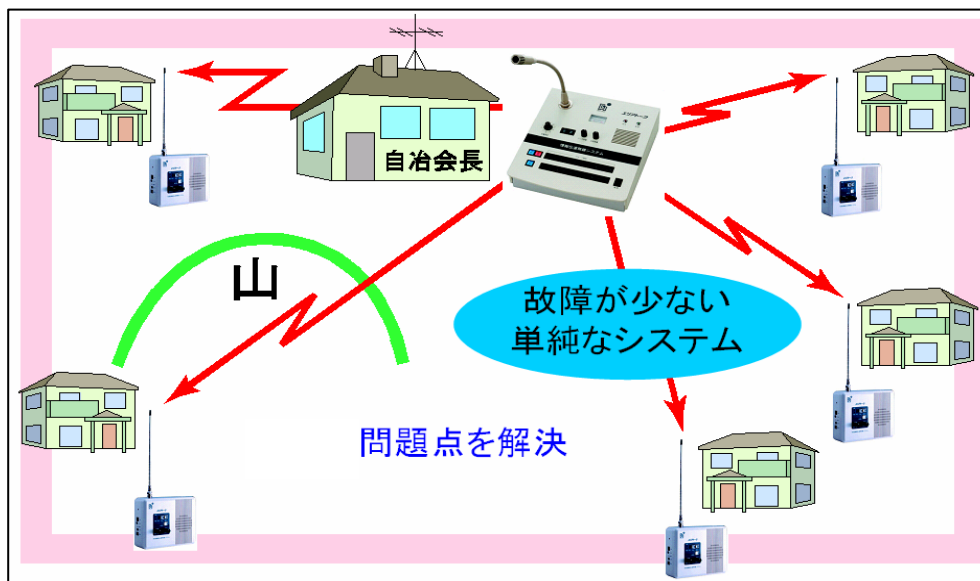 自治会長
山
故障が少ない
単純なシステム
問題点を解決